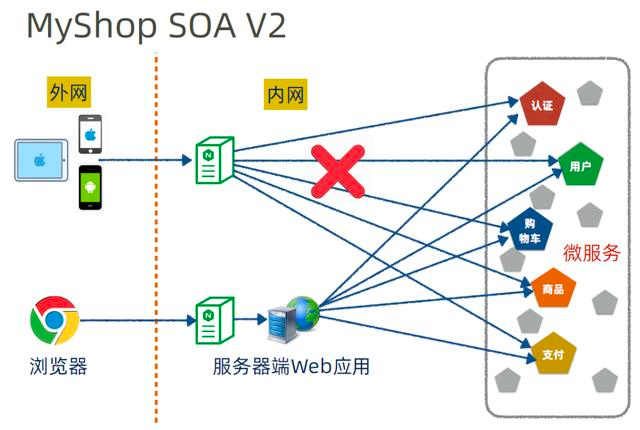 MyShop SOA V2
外网
内网
认证
用户
购
物车
微服务
商品
支付
浏览器
服务器端Web应用